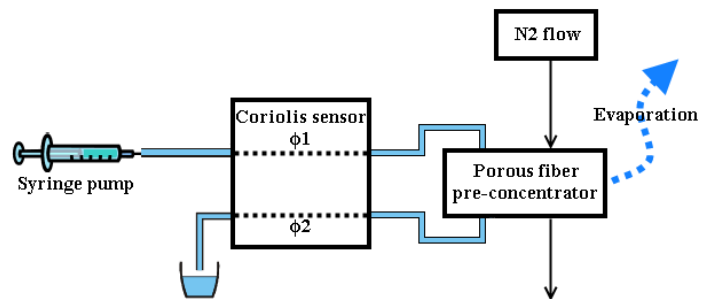 N2 flow
Coriolis sensor
ϕ1
Evaporation
Syringe pump
Porous fiber
pre-concentrator
ϕ2